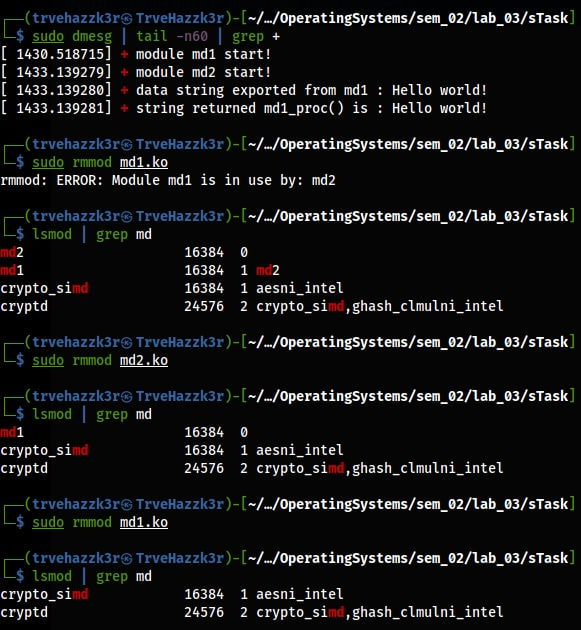 ┌──(trvehazzk3r㉿TrveHazzk3r)-[~/…/OperatingSystems/sem_02/lab_03/sTask]
└─$ sudo dmesg | tail -n60 | grep +
[ 1430.518715] + module md1 start!
[ 1433.139279] + module md2 start!
[ 1433.139280] + data string exported from md1 : Hello world!
[ 1433.139281] + string returned md1_proc() is : Hello world!
┌──(trvehazzk3r㉿TrveHazzk3r)-[~/…/OperatingSystems/sem_02/lab_03/sTask]
└─$ sudo rmmod md1.ko
rmmod: ERROR: Module md1 is in use by: md2
┌──(trvehazzk3r㉿TrveHazzk3r)-[~/…/OperatingSystems/sem_02/lab_03/sTask]
└─$ lsmod | grep md
md2                    16384  0
md1                    16384  1 md2
crypto_simd            16384  1 aesni_intel
cryptd                 24576  2 crypto_simd,ghash_clmulni_intel
┌──(trvehazzk3r㉿TrveHazzk3r)-[~/…/OperatingSystems/sem_02/lab_03/sTask]
└─$ sudo rmmod md2.ko
┌──(trvehazzk3r㉿TrveHazzk3r)-[~/…/OperatingSystems/sem_02/lab_03/sTask]
└─$ lsmod | grep md
md1                    16384  0
crypto_simd            16384  1 aesni_intel
cryptd                 24576  2 crypto_simd,ghash_clmulni_intel
┌──(trvehazzk3r㉿TrveHazzk3r)-[~/…/OperatingSystems/sem_02/lab_03/sTask]
└─$ sudo rmmod md1.ko
┌──(trvehazzk3r㉿TrveHazzk3r)-[~/…/OperatingSystems/sem_02/lab_03/sTask]
└─$ lsmod | grep md
crypto_simd            16384  1 aesni_intel
cryptd                 24576  2 crypto_simd,ghash_clmulni_intel